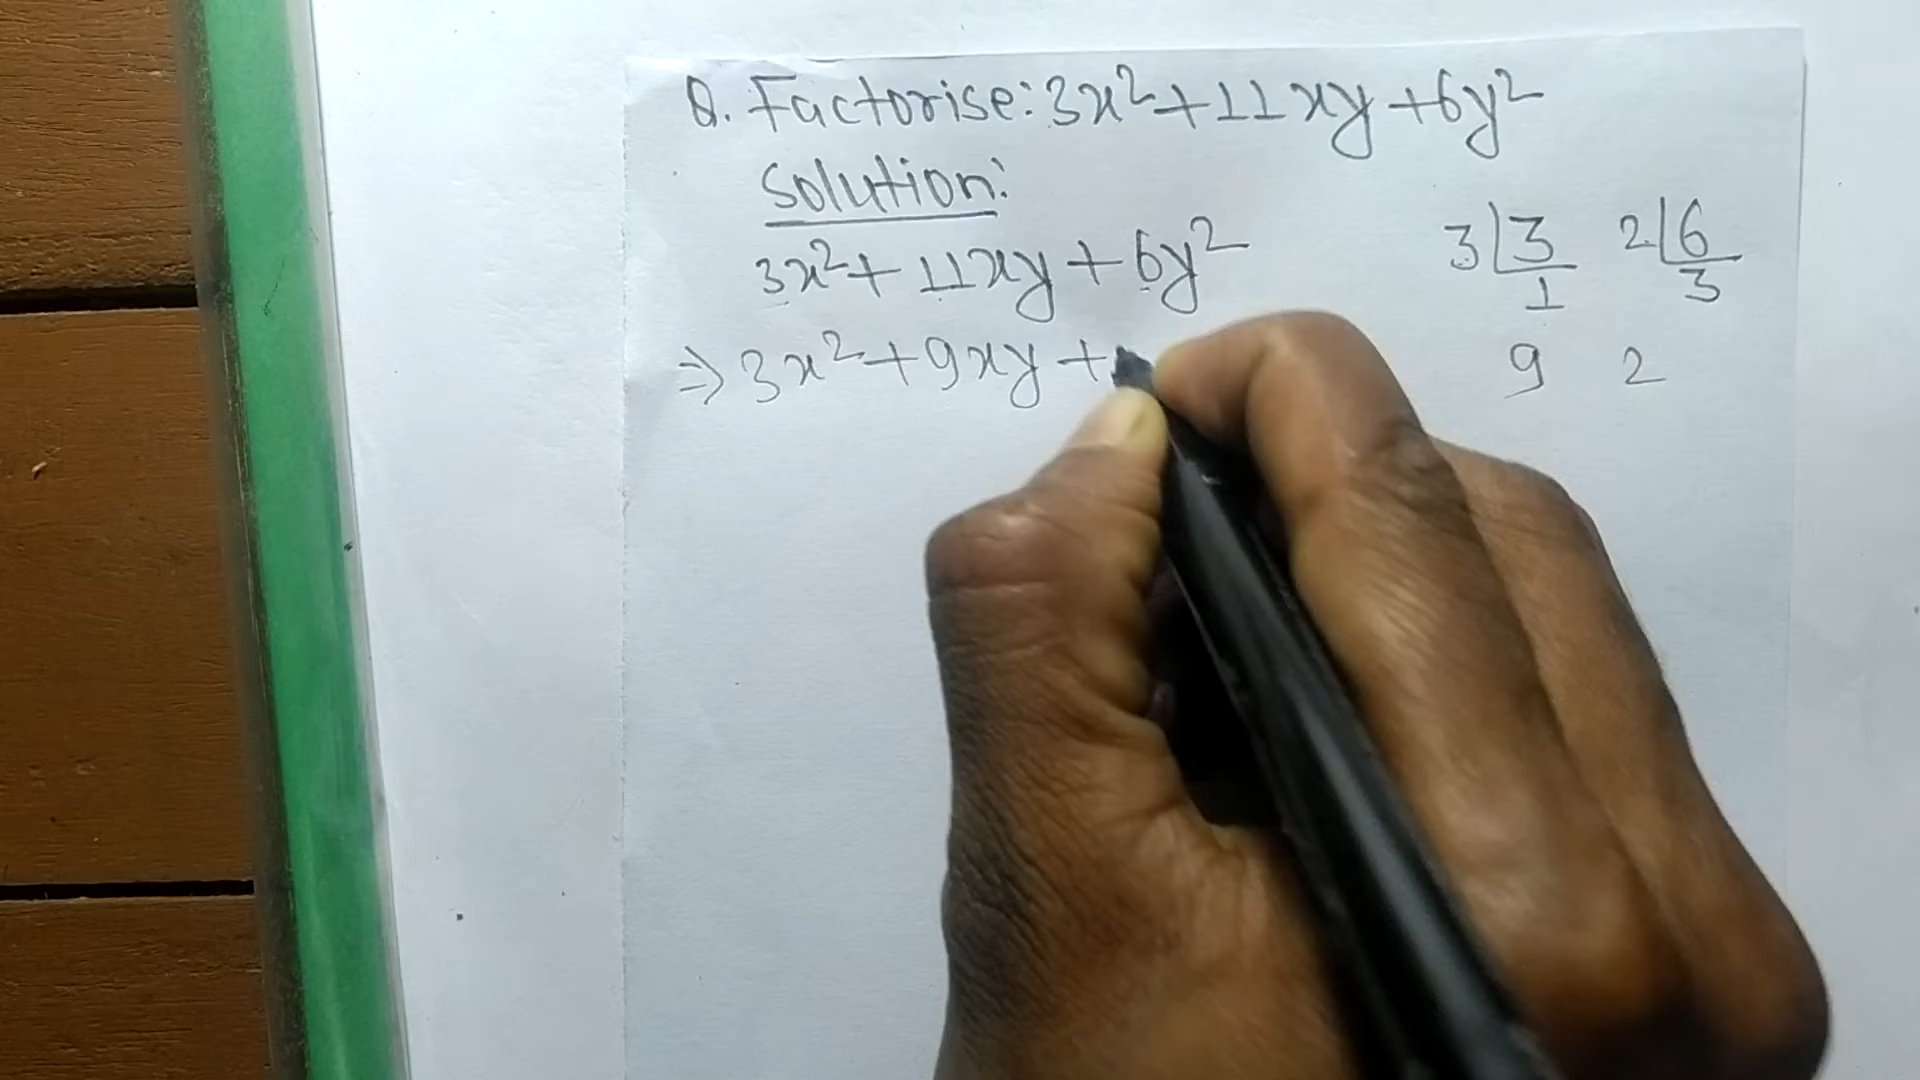 Q. Factorise: 3x²+11xy+6y²
Solution:
3x²+11xy+6y²
3|3 2|6
1 3
⇒3x²+9xy+
9 2